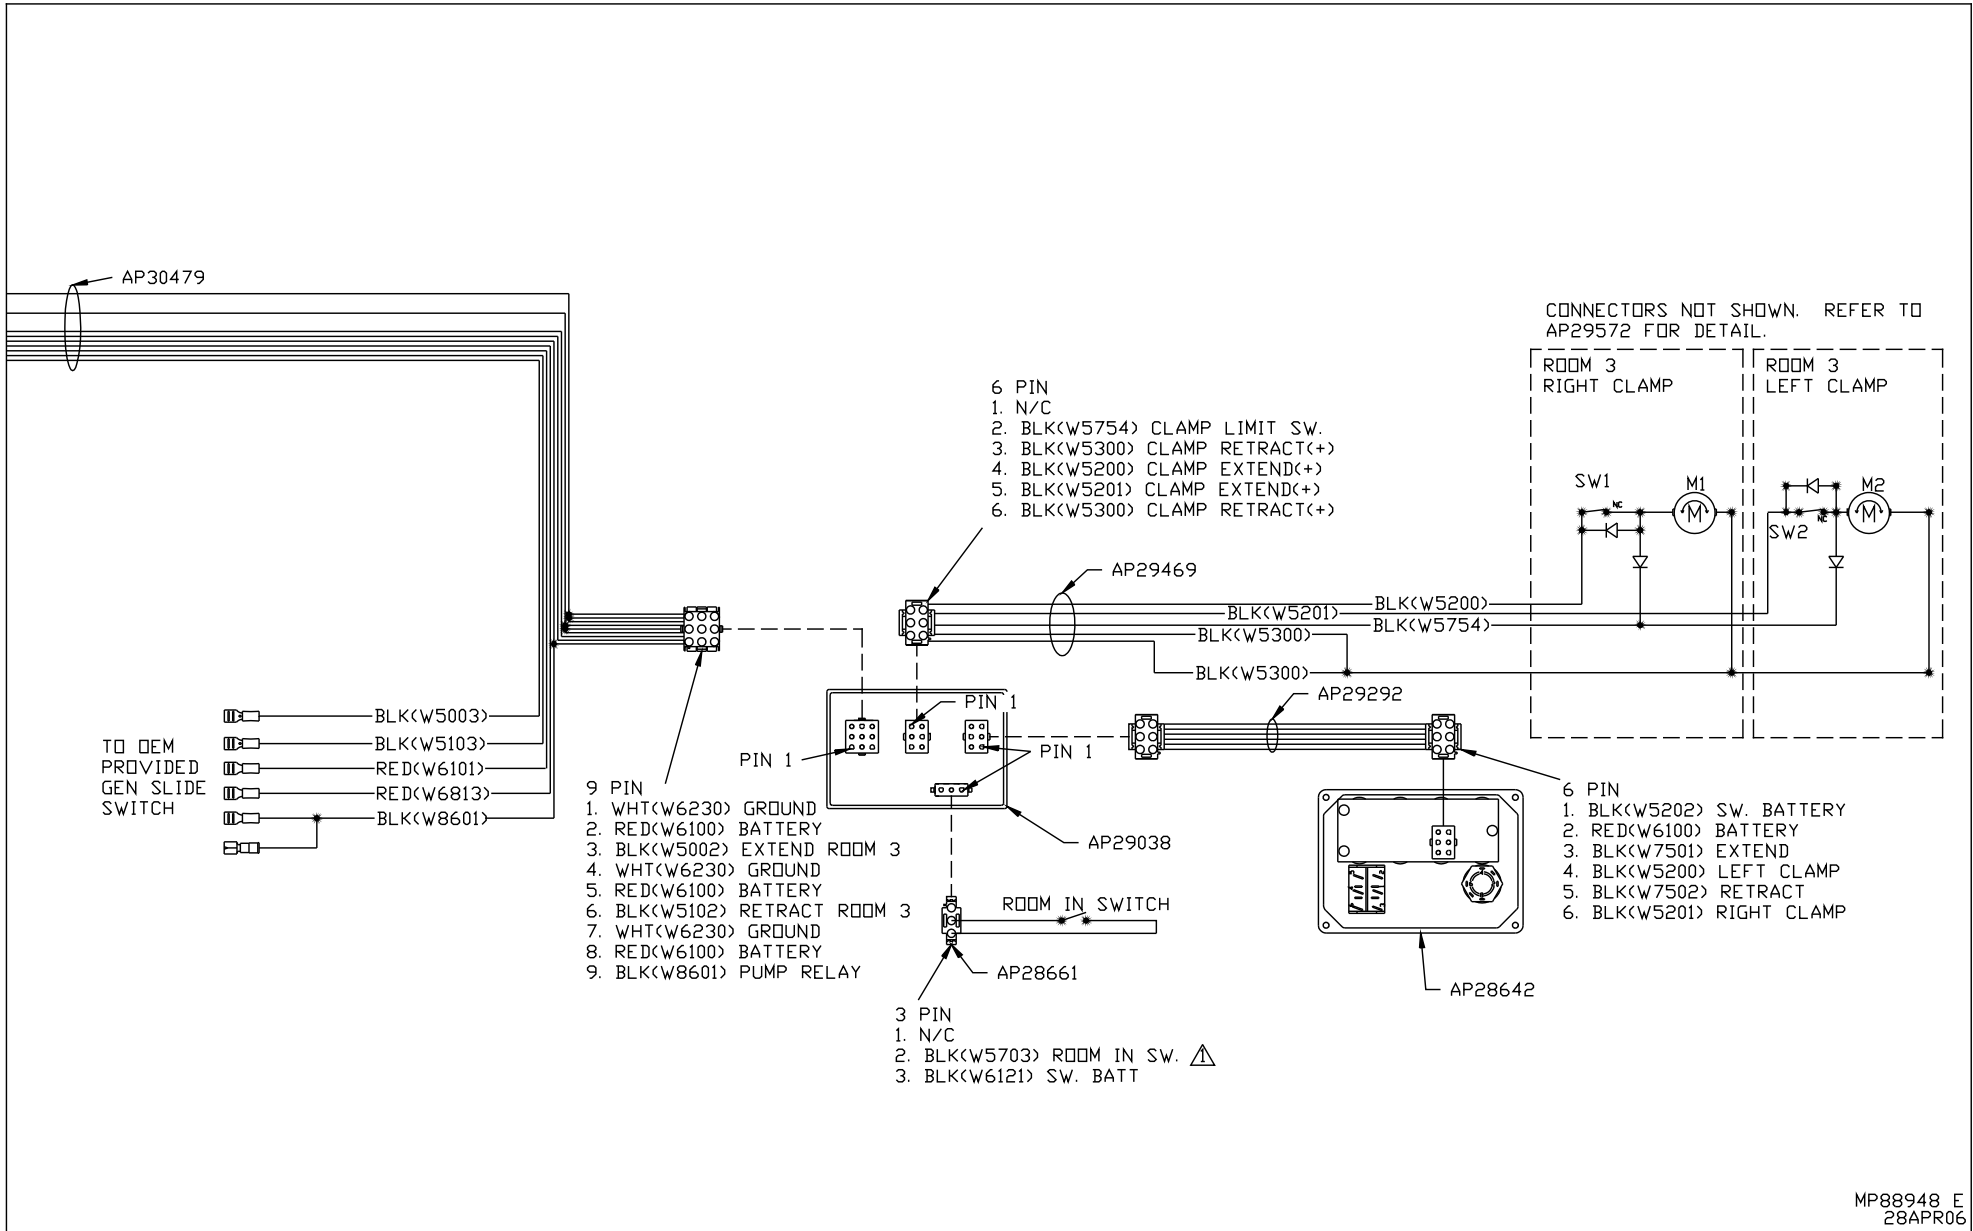 AP30479
CONNECTORS NOT SHOWN. REFER TO
AP29572 FOR DETAIL.
ROOM 3
RIGHT CLAMP
ROOM 3
LEFT CLAMP
6 PIN
1. N/C
2. BLK(W5754) CLAMP LIMIT SW.
3. BLK(W5300) CLAMP RETRACT(+)
4. BLK(W5200) CLAMP EXTEND(+)
5. BLK(W5201) CLAMP EXTEND(+)
6. BLK(W5300) CLAMP RETRACT(+)
SW1
NC
M1
M
M2
M
SW2
NC
AP29469
BLK(W5200)
BLK(W5201)
BLK(W5754)
BLK(W5300)
BLK(W5300)
AP29292
PIN 1
PIN 1
PIN 1
BLK(W5003)
BLK(W5103)
RED(W6101)
RED(W6813)
BLK(W8601)
TO OEM
PROVIDED
GEN SLIDE
SWITCH
9 PIN
1. WHT(W6230) GROUND
2. RED(W6100) BATTERY
3. BLK(W5002) EXTEND ROOM 3
4. WHT(W6230) GROUND
5. RED(W6100) BATTERY
6. BLK(W5102) RETRACT ROOM 3
7. WHT(W6230) GROUND
8. RED(W6100) BATTERY
9. BLK(W8601) PUMP RELAY
AP29038
6 PIN
1. BLK(W5202) SW. BATTERY
2. RED(W6100) BATTERY
3. BLK(W7501) EXTEND
4. BLK(W5200) LEFT CLAMP
5. BLK(W7502) RETRACT
6. BLK(W5201) RIGHT CLAMP
ROOM IN SWITCH
AP28661
AP28642
3 PIN
1. N/C
2. BLK(W5703) ROOM IN SW. 1
3. BLK(W6121) SW. BATT
MP88948 E
28APR06